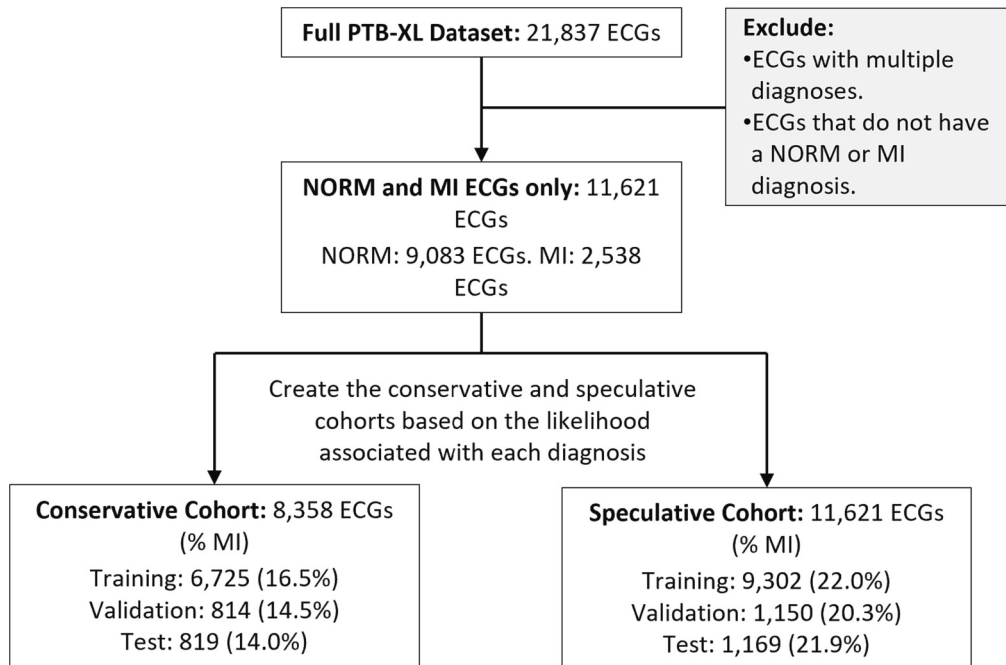 Full PTB-XL Dataset: 21,837 ECGs
Exclude:
•ECGs with multiple
diagnoses.
•ECGs that do not have
a NORM or MI
diagnosis.
NORM and MI ECGs only: 11,621
ECGs
NORM: 9,083 ECGs. MI: 2,538
ECGs
Create the conservative and speculative
cohorts based on the likelihood
associated with each diagnosis
Conservative Cohort: 8,358 ECGs
(% MI)
Training: 6,725 (16.5%)
Validation: 814 (14.5%)
Test: 819 (14.0%)
Speculative Cohort: 11,621 ECGs
(% MI)
Training: 9,302 (22.0%)
Validation: 1,150 (20.3%)
Test: 1,169 (21.9%)